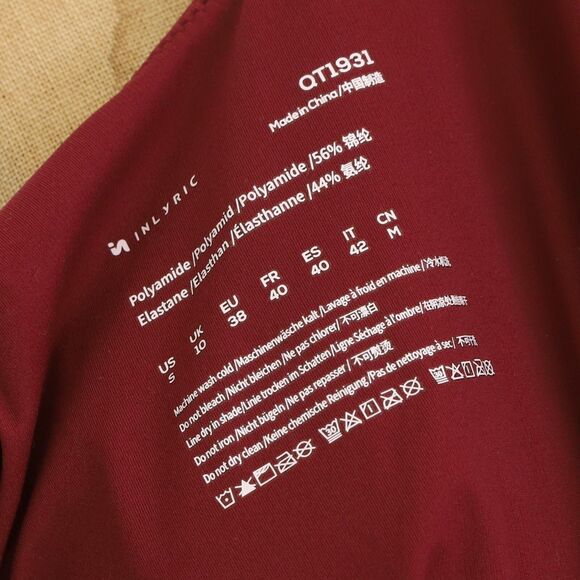 QT1931
Made in China/中国制造
INLYRIC
Polyamide /Polyamid /Polyamide /56% 锦纶
Elastane /Elasthan /Élasthanne /44% 氨纶
US UK EU FR ES IT CN
S 10 38 40 40 42 M
Machine wash cold /Maschinenwäsche kalt /Lavage à froid en machine /冷水
Do not bleach /Nicht bleichen /Ne pas chlorer /不可漂白
Line dry in shade/Linie trocken im Schatten /Ligne Séchage à l'ombre /
Do not iron /Nicht bügeln /Ne pas repasser /不可熨烫
Do not dry clean /Keine chemische Reinigung /Pas de nettoyage à sec /不可